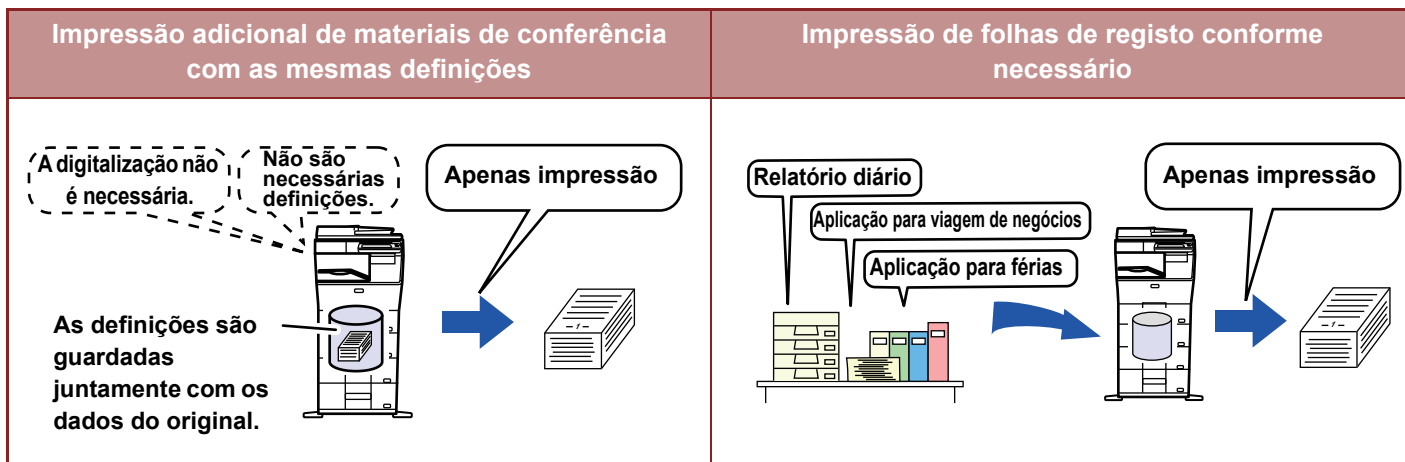 Impressão adicional de materiais de conferência
com as mesmas definições
Impressão de folhas de registo conforme
necessário
A digitalização não
é necessária.
Não são
necessárias
definições.
Apenas impressão
As definições são
guardadas
juntamente com os
dados do original.
-1-
Relatório diário
Aplicação para viagem de negócios
Aplicação para férias
Apenas impressão
-1-